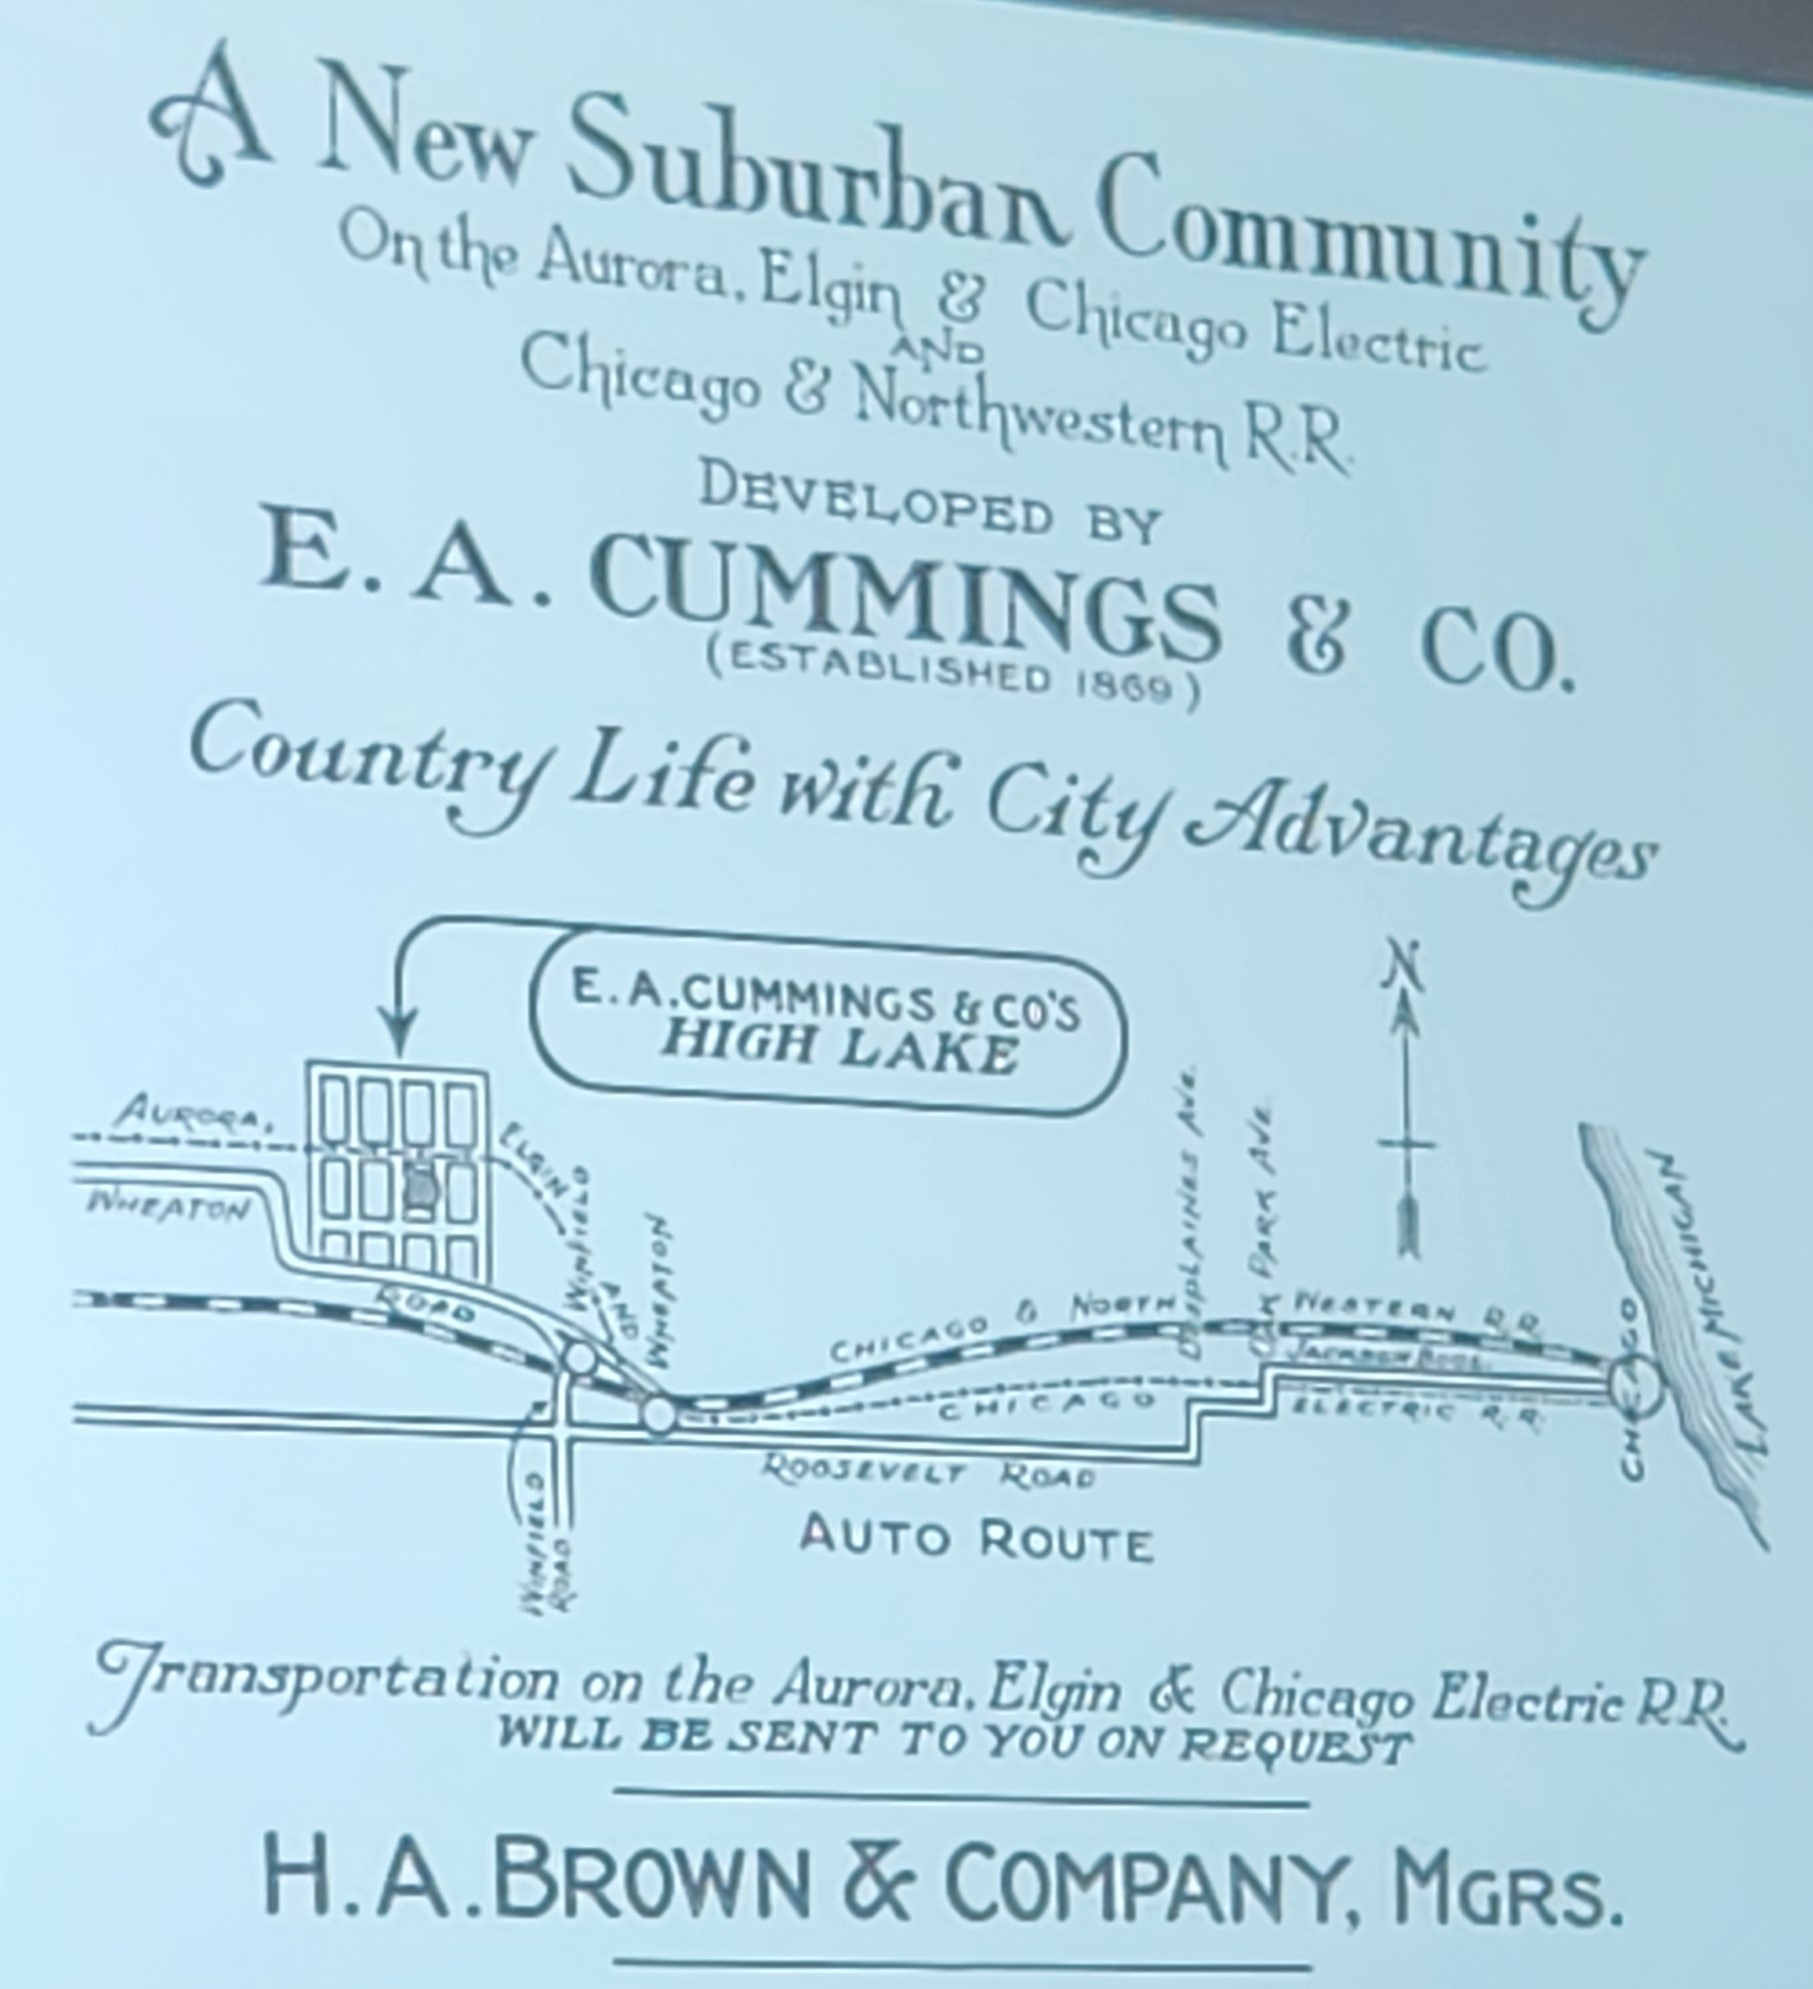 A New Suburban Community
On the Aurora, Elgin & Chicago Electric
AND
Chicago & Northwestern R.R.
DEVELOPED BY
E. A. CUMMINGS & CO.
(ESTABLISHED 1869)
Country Life with City Advantages
E. A. CUMMINGS & CO'S
HIGH LAKE
N
AURORA,
ELGIN
WHEATON
ROAD
WINFIELD
AND
WHEATON
DESPLAINES AVE.
OAK PARK AVE.
LAKE MICHIGAN
CHICAGO & NORTH WESTERN R.R.
JACKSON BOUL.
CHICAGO ELECTRIC R.R.
CHICAGO
ROOSEVELT ROAD
AUTO ROUTE
WINFIELD
ROAD
Transportation on the Aurora, Elgin & Chicago Electric R.R.
WILL BE SENT TO YOU ON REQUEST
H. A. BROWN & COMPANY, MGRS.